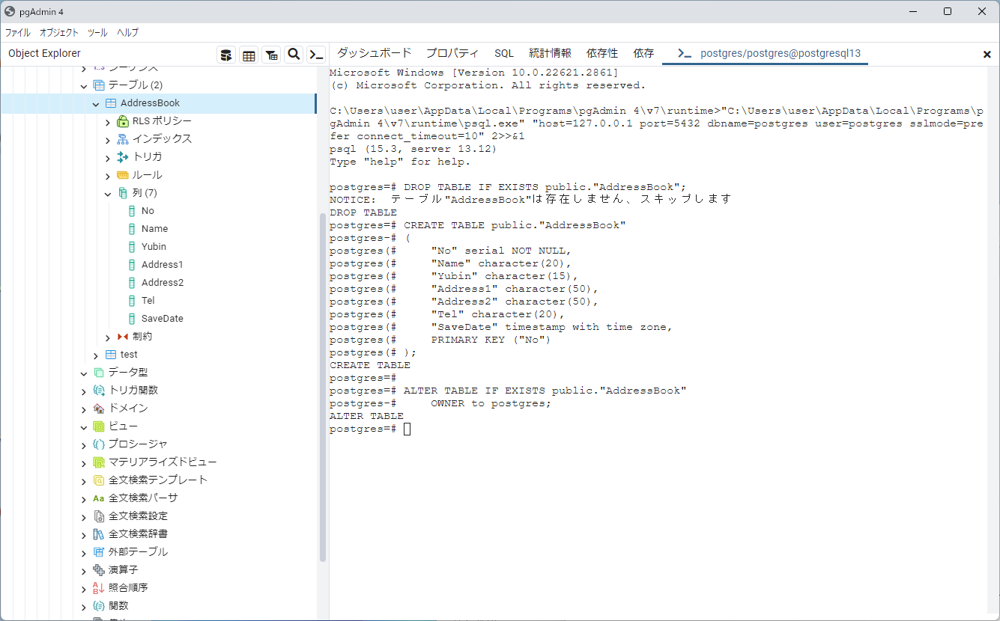 pgAdmin 4
ファイル オブジェクト ツール ヘルプ
Object Explorer
ダッシュボード プロパティ SQL 統計情報 依存性 依存 postgres/postgres@postgresql13
シーケンス
テーブル (2)
AddressBook
RLS ポリシー
インデックス
トリガ
ルール
列 (7)
No
Name
Yubin
Address1
Address2
Tel
SaveDate
制約
test
データ型
トリガ関数
ドメイン
ビュー
プロシージャ
マテリアライズドビュー
全文検索テンプレート
Aa 全文検索パーサ
全文検索設定
全文検索辞書
外部テーブル
演算子
照合順序
関数
Microsoft Windows [Version 10.0.22621.2861]
(c) Microsoft Corporation. All rights reserved.
C:\Users\user\AppData\Local\Programs\pgAdmin 4\v7\runtime>"C:\Users\user\AppData\Local\Programs\p
gAdmin 4\v7\runtime\psql.exe" "host=127.0.0.1 port=5432 dbname=postgres user=postgres sslmode=pre
fer connect_timeout=10" 2>>&1
psql (15.3, server 13.12)
Type "help" for help.
postgres=# DROP TABLE IF EXISTS public."AddressBook";
NOTICE:  テーブル"AddressBook"は存在しません、スキップします
DROP TABLE
postgres=# CREATE TABLE public."AddressBook"
postgres-# (
postgres(#     "No" serial NOT NULL,
postgres(#     "Name" character(20),
postgres(#     "Yubin" character(15),
postgres(#     "Address1" character(50),
postgres(#     "Address2" character(50),
postgres(#     "Tel" character(20),
postgres(#     "SaveDate" timestamp with time zone,
postgres(#     PRIMARY KEY ("No")
postgres(# );
CREATE TABLE
postgres=#
postgres=# ALTER TABLE IF EXISTS public."AddressBook"
postgres-#     OWNER to postgres;
ALTER TABLE
postgres=#